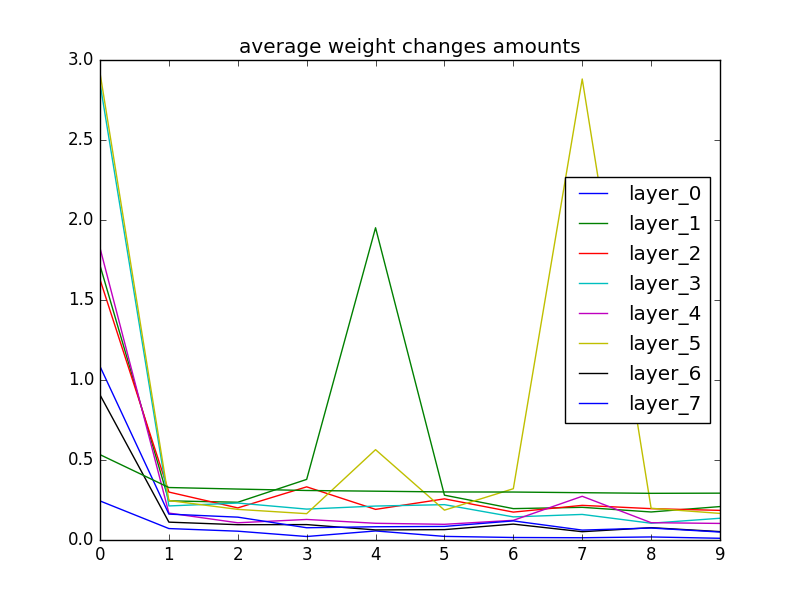 average weight changes amounts
3.0
2.5
2.0
1.5
1.0
0.5
0.0
layer_0
layer_1
layer_2
layer_3
layer_4
layer_5
layer_6
layer_7
0 1 2 3 4 5 6 7 8 9